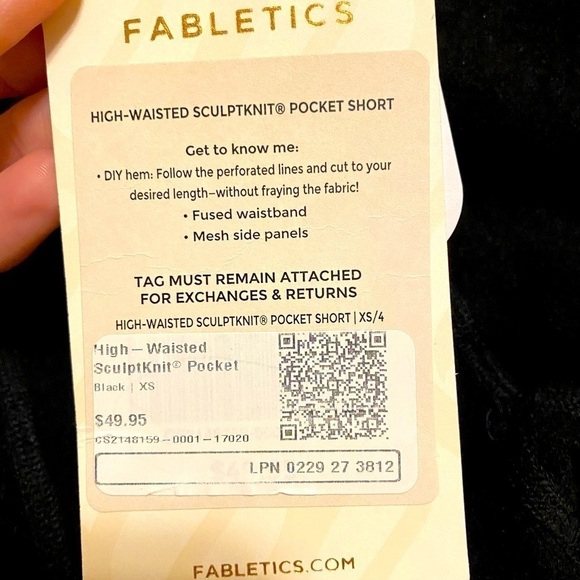 FABLETICS
HIGH-WAISTED SCULPTKNIT® POCKET SHORT
Get to know me:
• DIY hem: Follow the perforated lines and cut to your
desired length–without fraying the fabric!
• Fused waistband
• Mesh side panels
TAG MUST REMAIN ATTACHED
FOR EXCHANGES & RETURNS
HIGH-WAISTED SCULPTKNIT® POCKET SHORT | XS/4
High – Waisted
SculptKnit® Pocket
Black | XS
$49.95
CS2148159-0001-17020
LPN 0229 27 3812
FABLETICS.COM